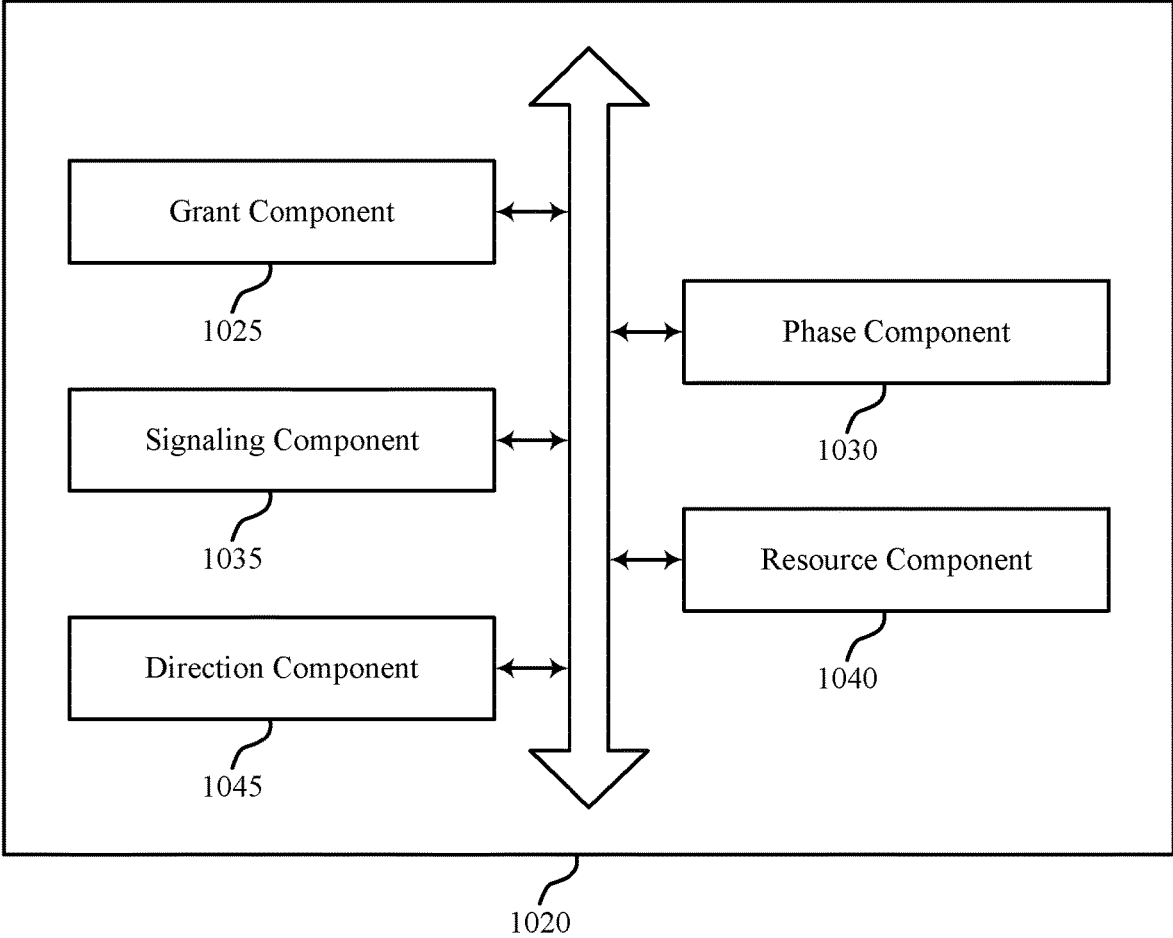 Grant Component
1025
Phase Component
1030
Signaling Component
1035
Resource Component
1040
Direction Component
1045
1020